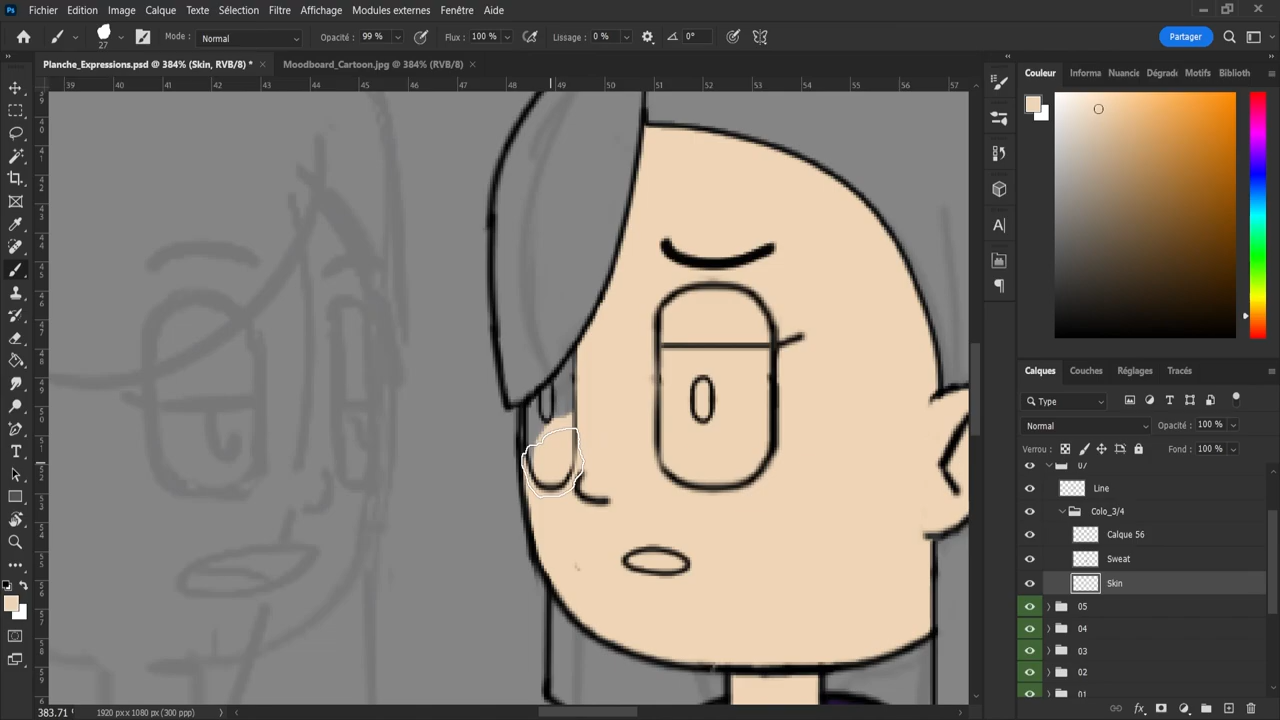 Ps Fichier Edition Image Calque Texte Sélection Filtre Affichage Modules externes Fenêtre Aide
27 Mode : Normal Opacité : 99 % Flux : 100 % Lissage : 0 % 0° Partager
Planche_Expressions.psd @ 384% (Skin, RVB/8) * Moodboard_Cartoon.jpg @ 384% (RVB/8)
39 40 41 42 43 44 45 46 47 48 49 50 51 52 53 54 55 56 57
Couleur Informa Nuancie Dégradé Motifs Biblioth
Calques Couches Réglages Tracés
Type
Normal Opacité : 100 %
Verrou : Fond : 100 %
07
Line
Colo_3/4
Calque 56
Sweat
Skin
05
04
03
02
01
383.71 1920 px x 1080 px (300 ppp)